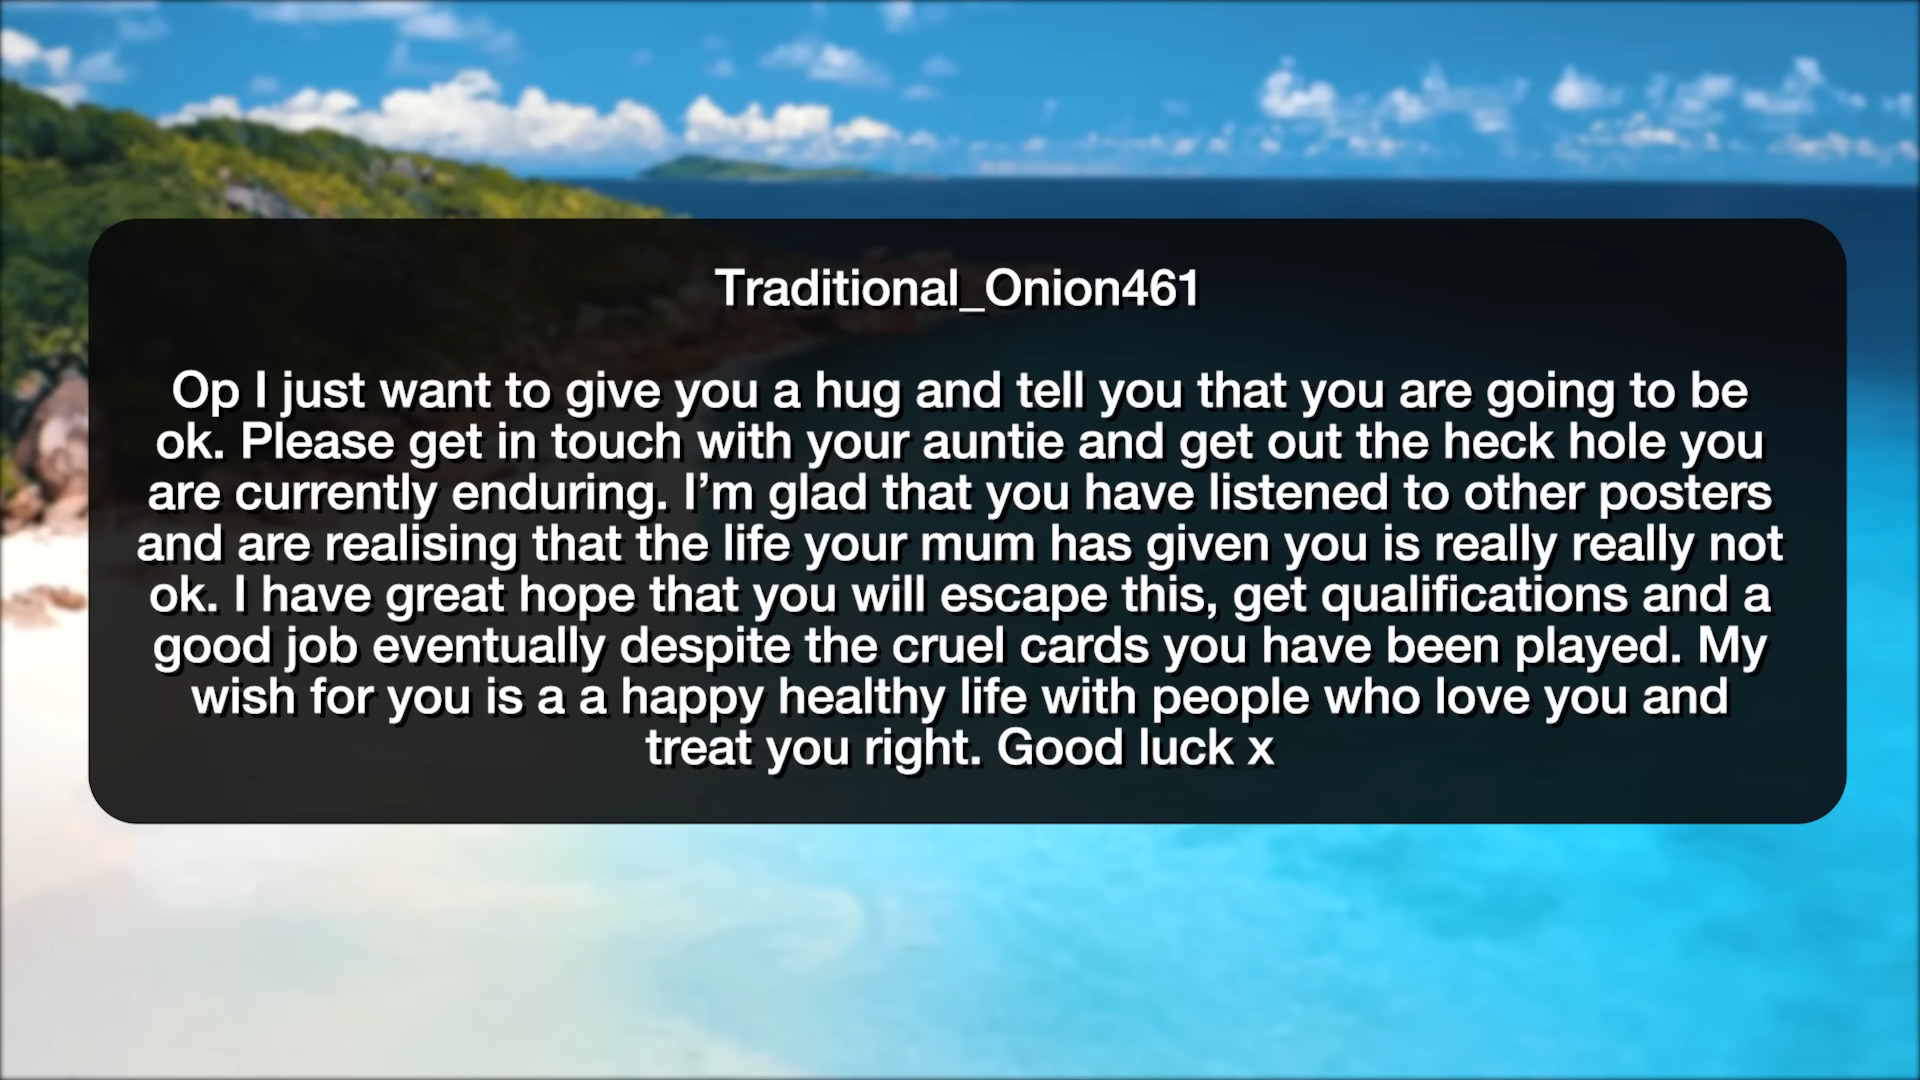 Traditional_Onion461
Op I just want to give you a hug and tell you that you are going to be
ok. Please get in touch with your auntie and get out the heck hole you
are currently enduring. I’m glad that you have listened to other posters
and are realising that the life your mum has given you is really really not
ok. I have great hope that you will escape this, get qualifications and a
good job eventually despite the cruel cards you have been played. My
wish for you is a a happy healthy life with people who love you and
treat you right. Good luck x